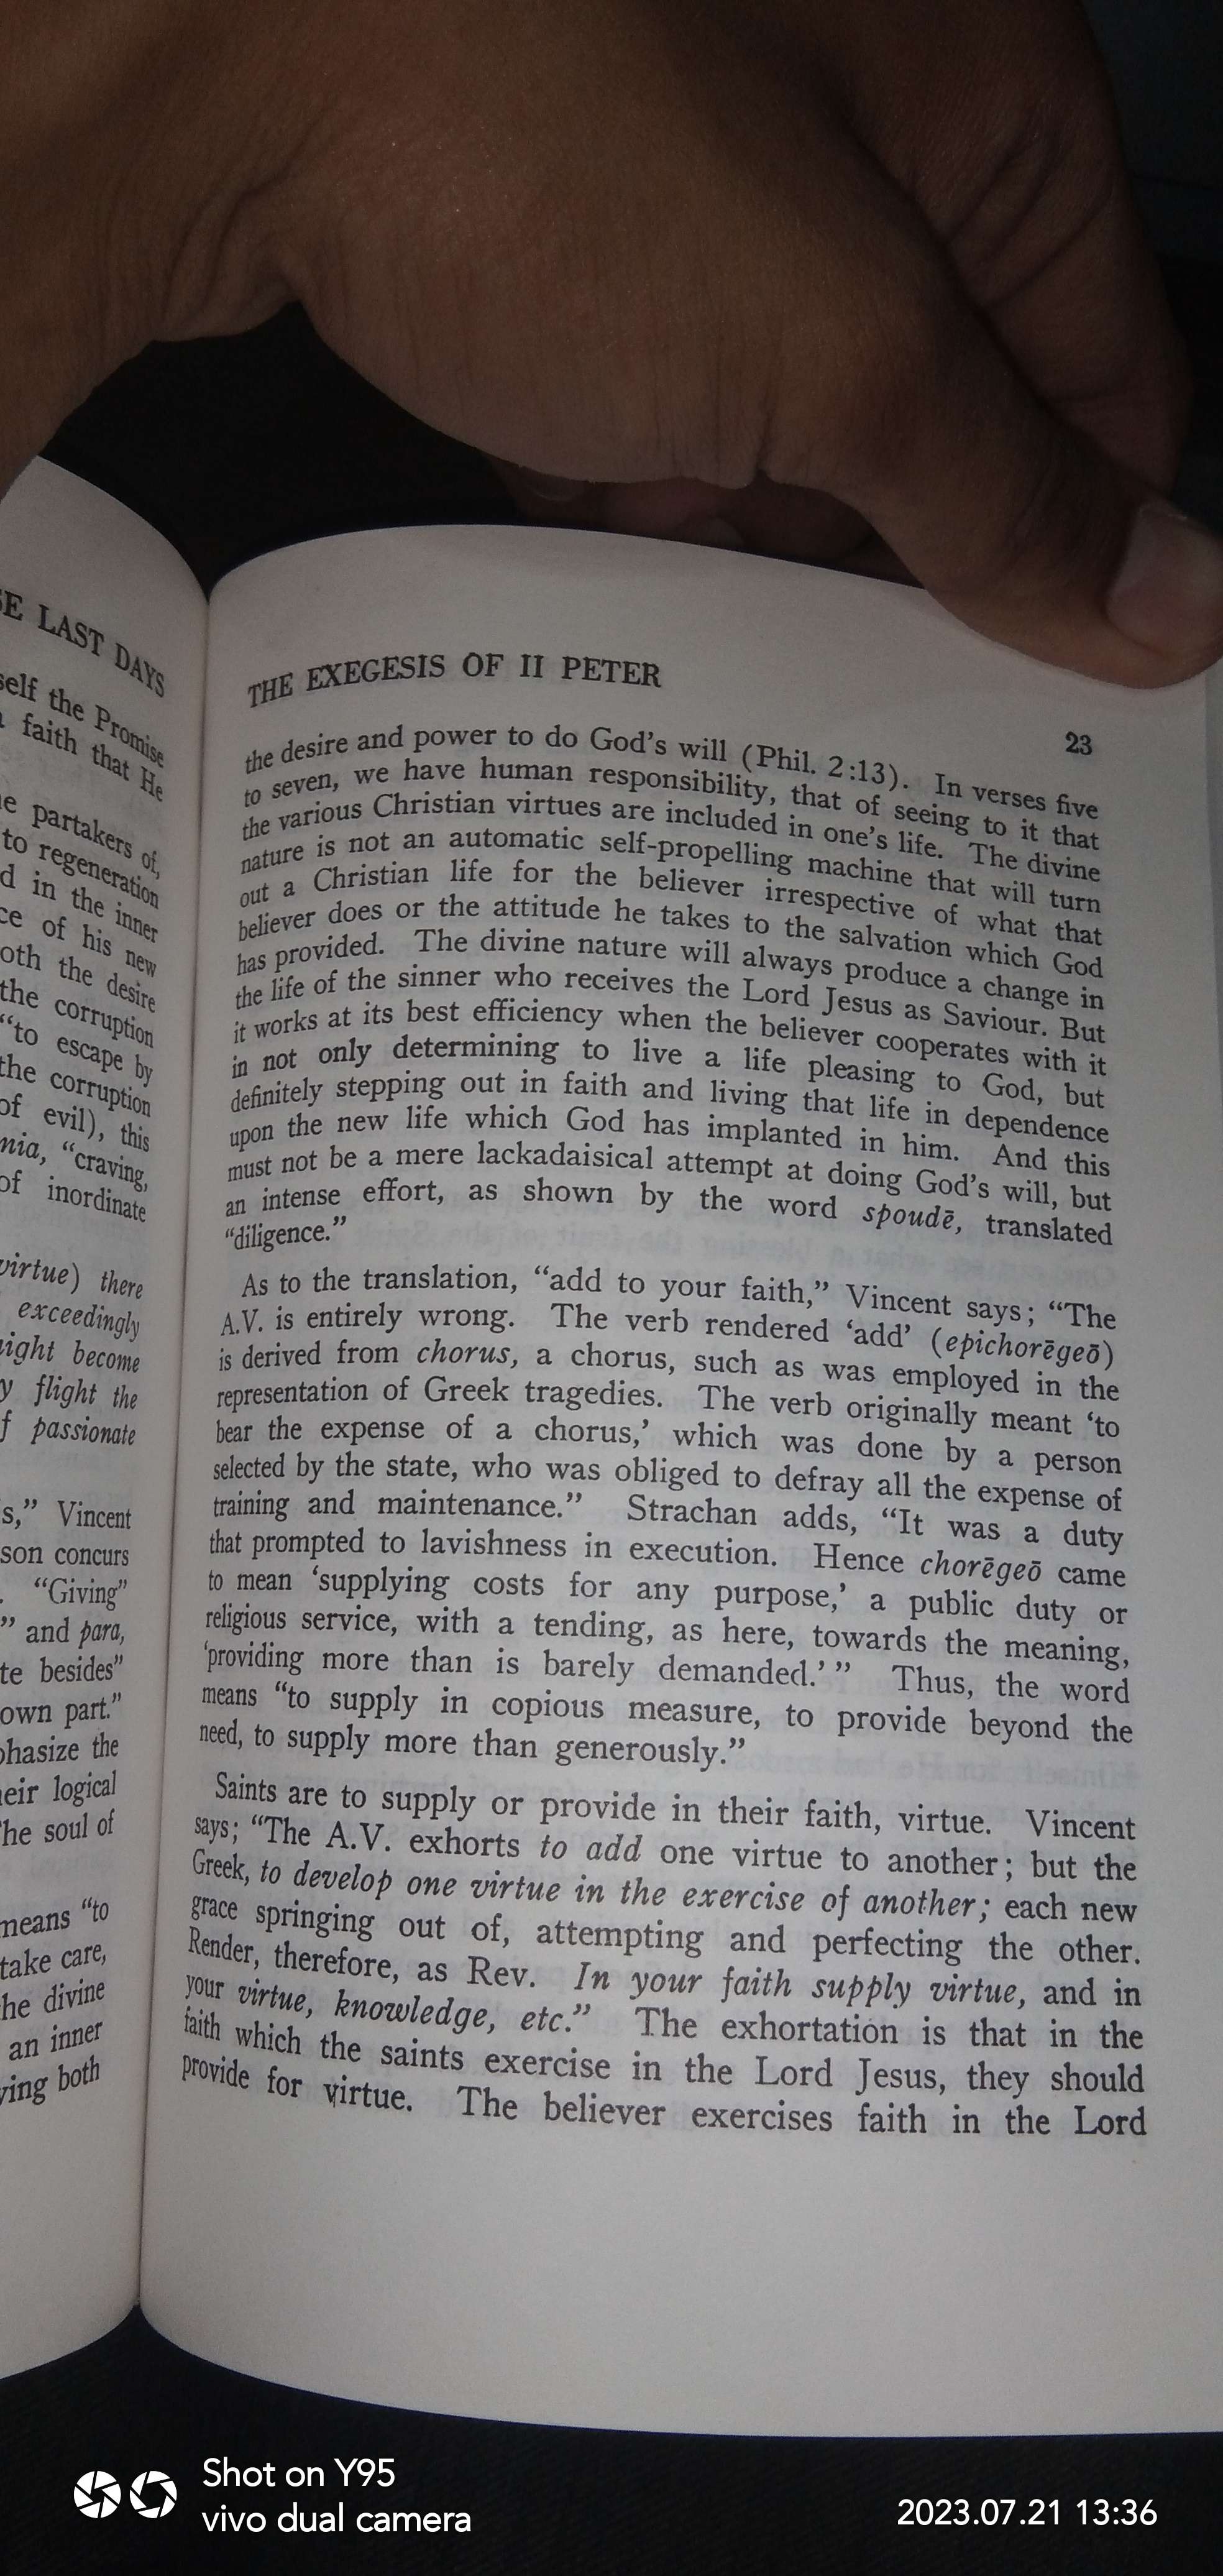 SE LAST DAYS
self the Promise
faith that He
e partakers of,
to regeneration
d in the inner
ce of his new
oth the desire
the corruption
“to escape by
the corruption
of evil), this
nia, “craving,
of inordinate
virtue) there
exceedingly
ight become
y flight the
f passionate
s,” Vincent
son concurs
. “Giving”
” and para,
te besides”
own part.”
phasize the
eir logical
he soul of
means “to
take care,
he divine
an inner
ying both
THE EXEGESIS OF II PETER
23
the desire and power to do God’s will (Phil. 2:13). In verses five
to seven, we have human responsibility, that of seeing to it that
the various Christian virtues are included in one’s life. The divine
nature is not an automatic self-propelling machine that will turn
out a Christian life for the believer irrespective of what that
believer does or the attitude he takes to the salvation which God
has provided. The divine nature will always produce a change in
the life of the sinner who receives the Lord Jesus as Saviour. But
it works at its best efficiency when the believer cooperates with it
in not only determining to live a life pleasing to God, but
definitely stepping out in faith and living that life in dependence
upon the new life which God has implanted in him. And this
must not be a mere lackadaisical attempt at doing God’s will, but
an intense effort, as shown by the word spoudē, translated
“diligence.”
As to the translation, “add to your faith,” Vincent says; “The
A.V. is entirely wrong. The verb rendered ‘add’ (epichorēgeō)
is derived from chorus, a chorus, such as was employed in the
representation of Greek tragedies. The verb originally meant ‘to
bear the expense of a chorus,’ which was done by a person
selected by the state, who was obliged to defray all the expense of
training and maintenance.” Strachan adds, “It was a duty
that prompted to lavishness in execution. Hence chorēgeō came
to mean ‘supplying costs for any purpose,’ a public duty or
religious service, with a tending, as here, towards the meaning,
‘providing more than is barely demanded.’ ” Thus, the word
means “to supply in copious measure, to provide beyond the
need, to supply more than generously.”
Saints are to supply or provide in their faith, virtue. Vincent
says; “The A.V. exhorts to add one virtue to another; but the
Greek, to develop one virtue in the exercise of another; each new
grace springing out of, attempting and perfecting the other.
Render, therefore, as Rev. In your faith supply virtue, and in
your virtue, knowledge, etc.” The exhortation is that in the
faith which the saints exercise in the Lord Jesus, they should
provide for virtue. The believer exercises faith in the Lord
Shot on Y95
vivo dual camera
2023.07.21 13:36